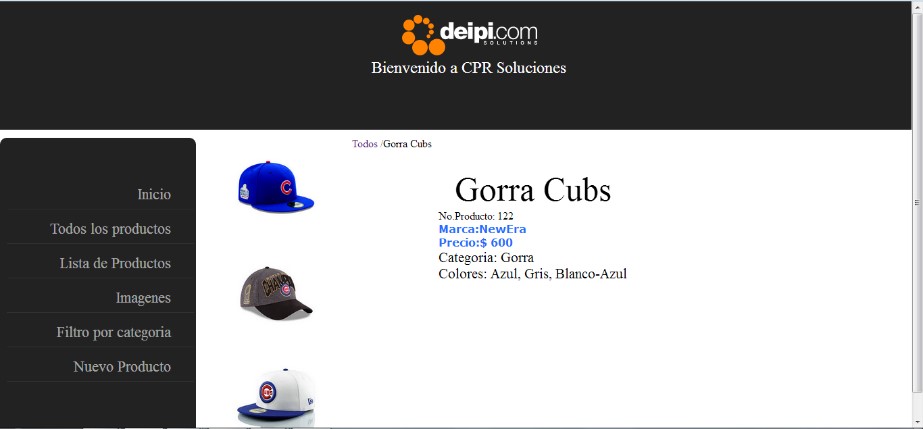 deipi.com
SOLUTIONS
Bienvenido a CPR Soluciones
Inicio
Todos los productos
Lista de Productos
Imagenes
Filtro por categoria
Nuevo Producto
Todos /Gorra Cubs
Gorra Cubs
No.Producto: 122
Marca:NewEra
Precio:$ 600
Categoria: Gorra
Colores: Azul, Gris, Blanco-Azul
C